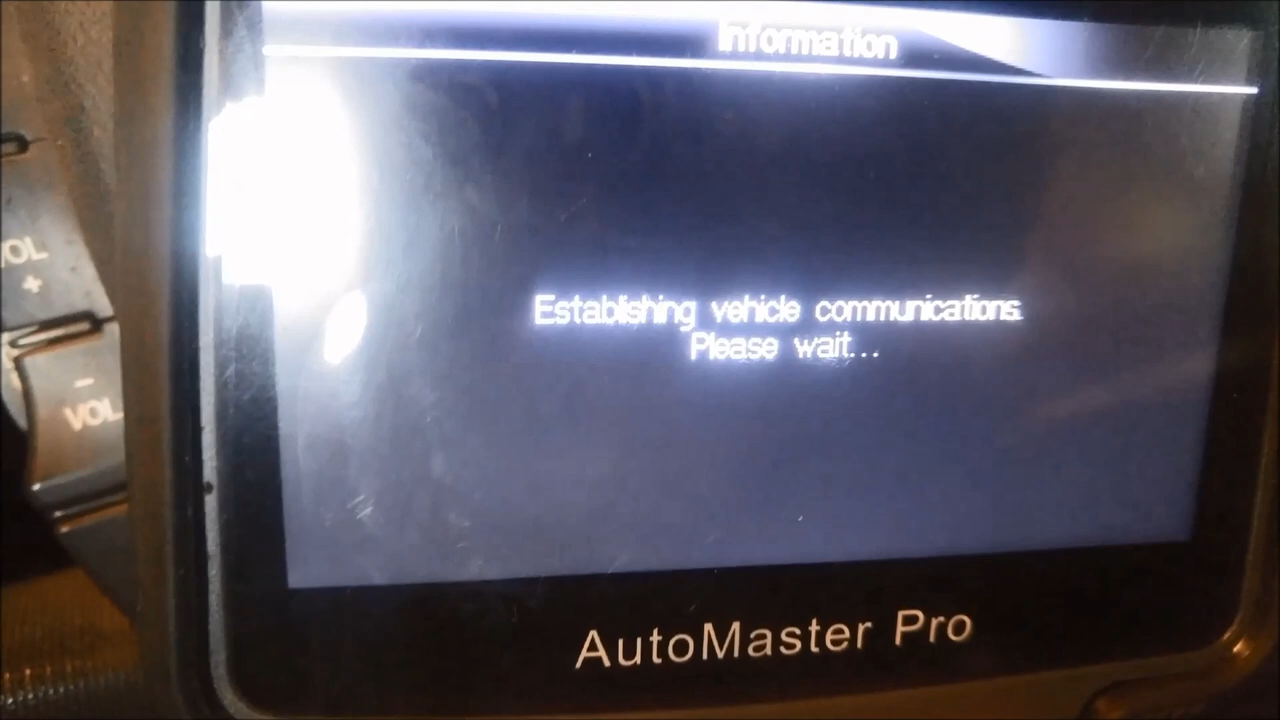 Information
Establishing vehicle communications.
Please wait...
AutoMaster Pro
VOL
+
–
VOL